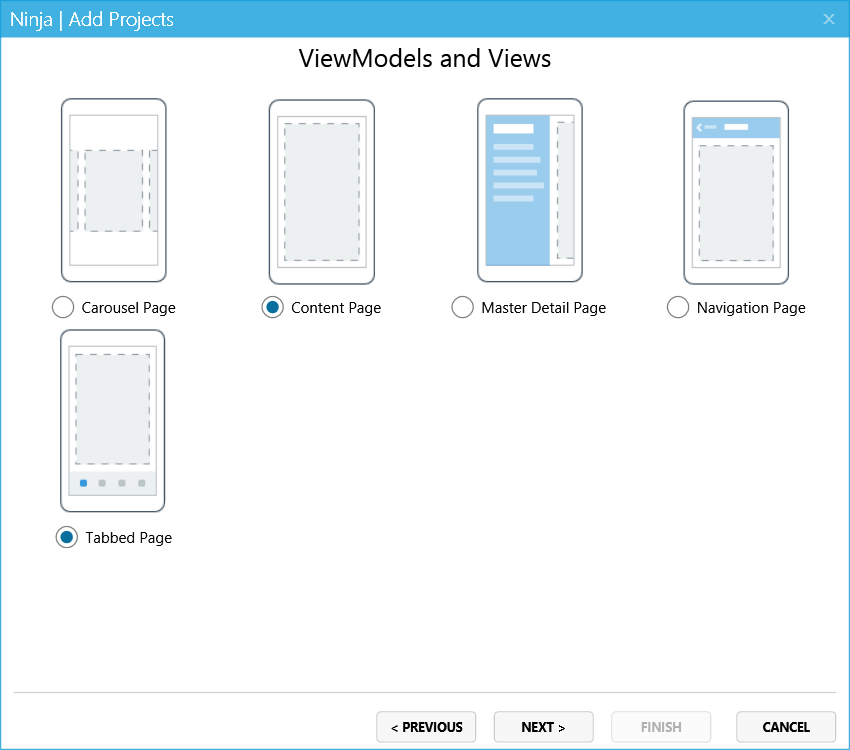 Ninja | Add Projects
ViewModels and Views
Carousel Page
Content Page
Master Detail Page
Navigation Page
Tabbed Page
< PREVIOUS
NEXT >
FINISH
CANCEL